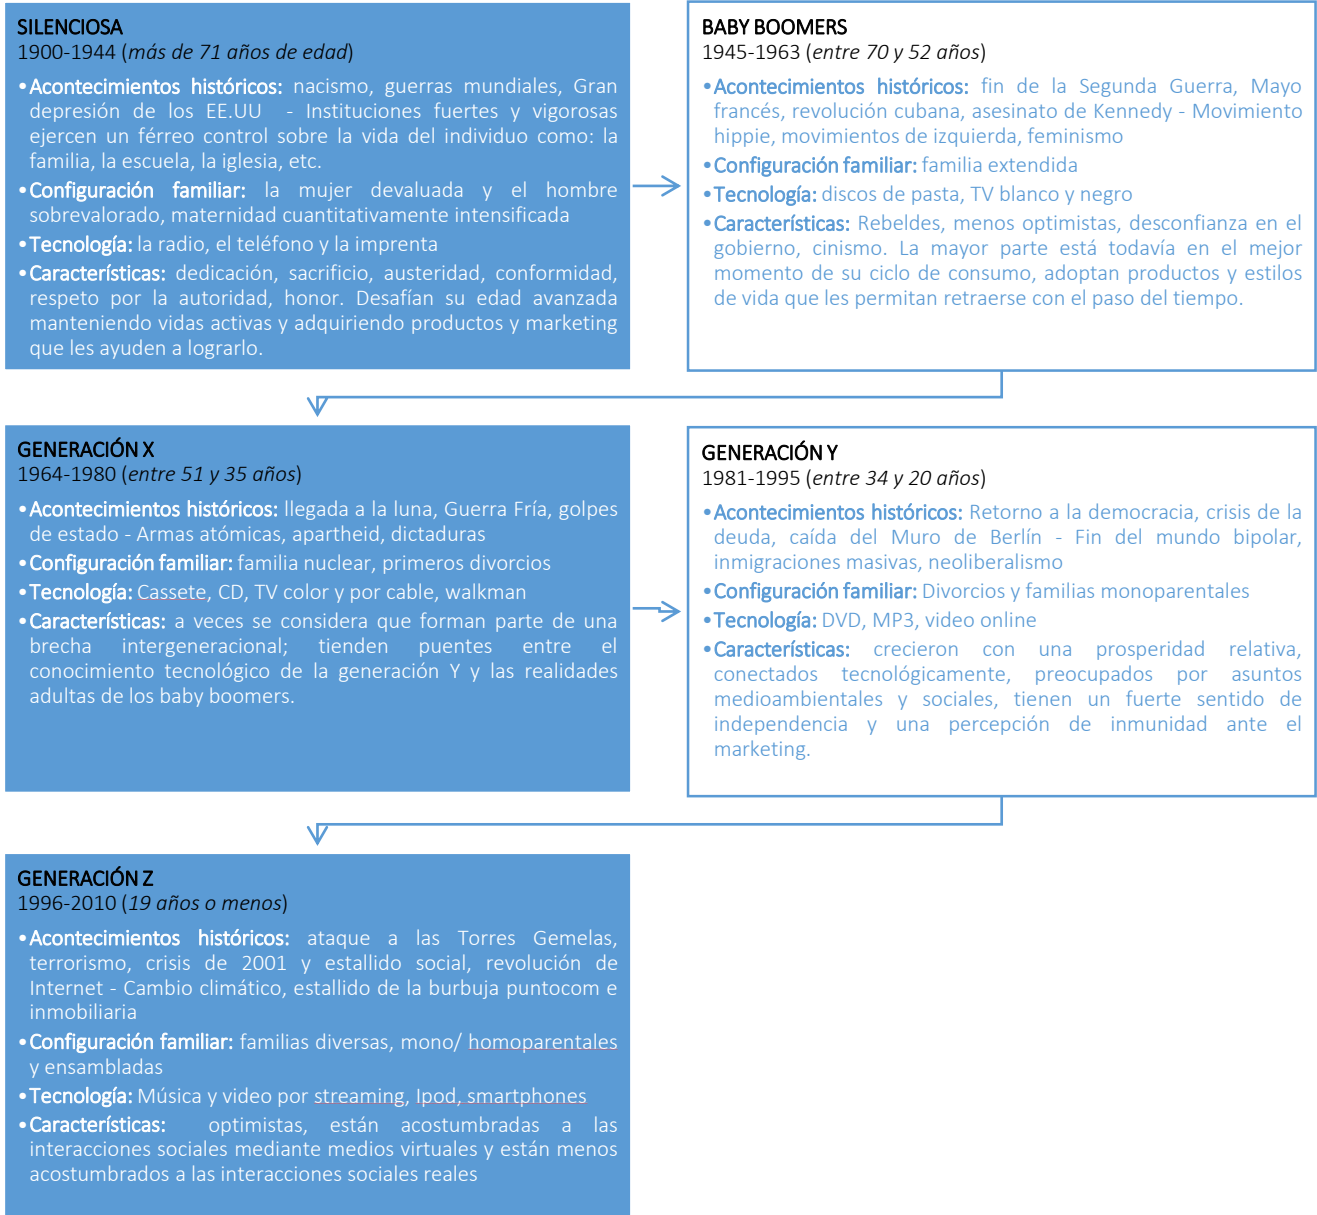 SILENCIOSA
1900-1944 (más de 71 años de edad)
•Acontecimientos históricos: nacismo, guerras mundiales, Gran
depresión de los EE.UU - Instituciones fuertes y vigorosas
ejercen un férreo control sobre la vida del individuo como: la
familia, la escuela, la iglesia, etc.
•Configuración familiar: la mujer devaluada y el hombre
sobrevalorado, maternidad cuantitativamente intensificada
•Tecnología: la radio, el teléfono y la imprenta
•Características: dedicación, sacrificio, austeridad, conformidad,
respeto por la autoridad, honor. Desafían su edad avanzada
manteniendo vidas activas y adquiriendo productos y marketing
que les ayuden a lograrlo.
BABY BOOMERS
1945-1963 (entre 70 y 52 años)
•Acontecimientos históricos: fin de la Segunda Guerra, Mayo
francés, revolución cubana, asesinato de Kennedy - Movimiento
hippie, movimientos de izquierda, feminismo
•Configuración familiar: familia extendida
•Tecnología: discos de pasta, TV blanco y negro
•Características: Rebeldes, menos optimistas, desconfianza en el
gobierno, cinismo. La mayor parte está todavía en el mejor
momento de su ciclo de consumo, adoptan productos y estilos
de vida que les permitan retraerse con el paso del tiempo.
GENERACIÓN X
1964-1980 (entre 51 y 35 años)
•Acontecimientos históricos: llegada a la luna, Guerra Fría, golpes
de estado - Armas atómicas, apartheid, dictaduras
•Configuración familiar: familia nuclear, primeros divorcios
•Tecnología: Cassete, CD, TV color y por cable, walkman
•Características: a veces se considera que forman parte de una
brecha intergeneracional; tienden puentes entre el
conocimiento tecnológico de la generación Y y las realidades
adultas de los baby boomers.
GENERACIÓN Y
1981-1995 (entre 34 y 20 años)
•Acontecimientos históricos: Retorno a la democracia, crisis de la
deuda, caída del Muro de Berlín - Fin del mundo bipolar,
inmigraciones masivas, neoliberalismo
•Configuración familiar: Divorcios y familias monoparentales
•Tecnología: DVD, MP3, video online
•Características: crecieron con una prosperidad relativa,
conectados tecnológicamente, preocupados por asuntos
medioambientales y sociales, tienen un fuerte sentido de
independencia y una percepción de inmunidad ante el
marketing.
GENERACIÓN Z
1996-2010 (19 años o menos)
•Acontecimientos históricos: ataque a las Torres Gemelas,
terrorismo, crisis de 2001 y estallido social, revolución de
Internet - Cambio climático, estallido de la burbuja puntocom e
inmobiliaria
•Configuración familiar: familias diversas, mono/ homoparentales
y ensambladas
•Tecnología: Música y video por streaming, Ipod, smartphones
•Características: optimistas, están acostumbradas a las
interacciones sociales mediante medios virtuales y están menos
acostumbrados a las interacciones sociales reales